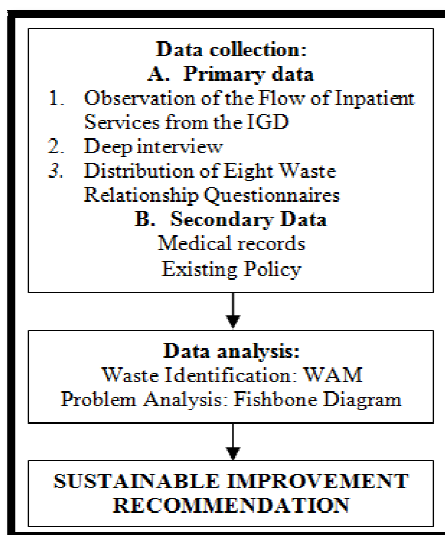 Data collection:
A. Primary data
1. Observation of the Flow of Inpatient
Services from the IGD
2. Deep interview
3. Distribution of Eight Waste
Relationship Questionnaires
B. Secondary Data
Medical records
Existing Policy
Data analysis:
Waste Identification: WAM
Problem Analysis: Fishbone Diagram
SUSTAINABLE IMPROVEMENT
RECOMMENDATION